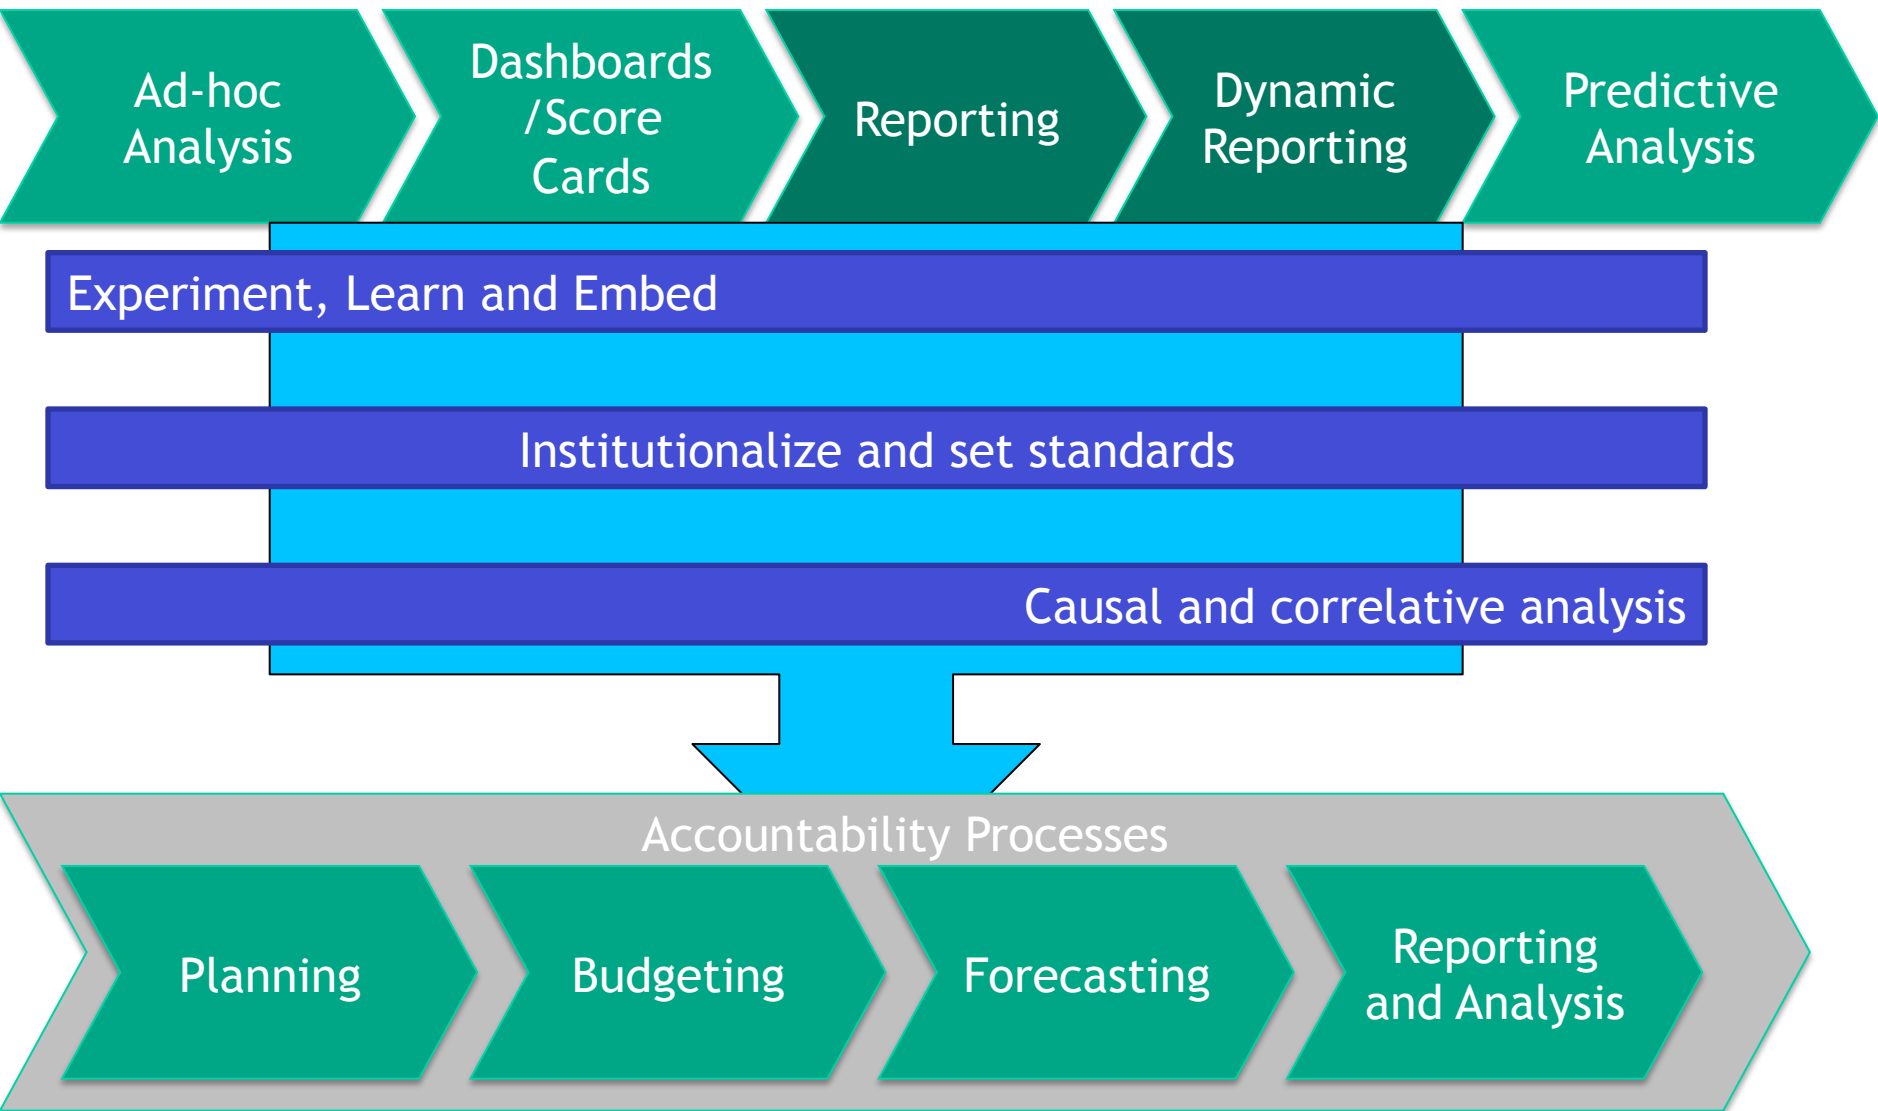 Ad-hoc
Analysis
Dashboards
/Score
Cards
Reporting
Dynamic
Reporting
Predictive
Analysis
Experiment, Learn and Embed
Institutionalize and set standards
Causal and correlative analysis
Accountability Processes
Planning
Budgeting
Forecasting
Reporting
and Analysis